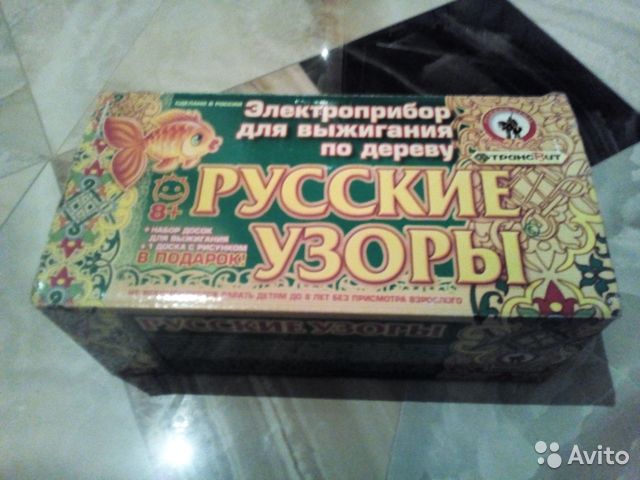 СДЕЛАНО В РОССИИ
Электроприбор
для выжигания
по дереву
ТРАНСВИТ
8+
РУССКИЕ
УЗОРЫ
+ НАБОР ДОСОК
ДЛЯ ВЫЖИГАНИЯ
+ 1 ДОСКА С РИСУНКОМ
В ПОДАРОК!
ДЕТЯМ ДО 8 ЛЕТ БЕЗ ПРИСМОТРА ВЗРОСЛОГО
РУССКИЕ УЗОРЫ
Avito